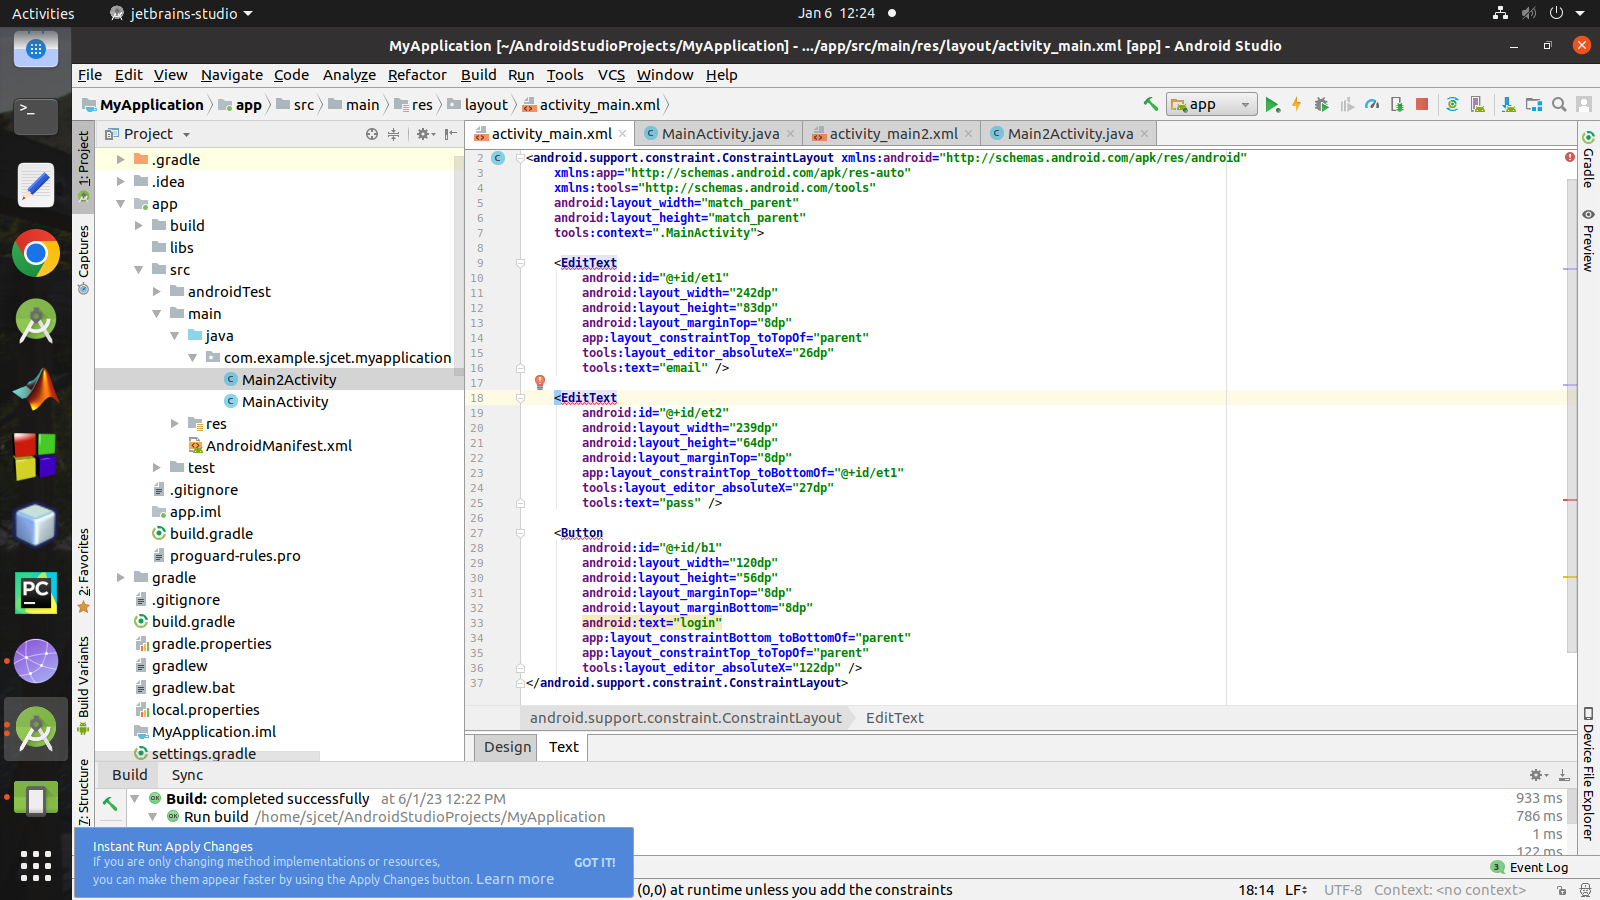 Activities
jetbrains-studio
Jan 6 12:24
MyApplication [~/AndroidStudioProjects/MyApplication] - .../app/src/main/res/layout/activity_main.xml [app] - Android Studio
File Edit View Navigate Code Analyze Refactor Build Run Tools VCS Window Help
MyApplication app src main res layout activity_main.xml
app
1: Project
Captures
2: Favorites
Build Variants
7: Structure
Project
.gradle
.idea
app
build
libs
src
androidTest
main
java
com.example.sjcet.myapplication
Main2Activity
MainActivity
res
AndroidManifest.xml
test
.gitignore
app.iml
build.gradle
proguard-rules.pro
gradle
.gitignore
build.gradle
gradle.properties
gradlew
gradlew.bat
local.properties
MyApplication.iml
settings.gradle
activity_main.xml MainActivity.java activity_main2.xml Main2Activity.java
2 <android.support.constraint.ConstraintLayout xmlns:android="http://schemas.android.com/apk/res/android"
3 xmlns:app="http://schemas.android.com/apk/res-auto"
4 xmlns:tools="http://schemas.android.com/tools"
5 android:layout_width="match_parent"
6 android:layout_height="match_parent"
7 tools:context=".MainActivity">
8
9 <EditText
10 android:id="@+id/et1"
11 android:layout_width="242dp"
12 android:layout_height="83dp"
13 android:layout_marginTop="8dp"
14 app:layout_constraintTop_toTopOf="parent"
15 tools:layout_editor_absoluteX="26dp"
16 tools:text="email" />
17
18 <EditText
19 android:id="@+id/et2"
20 android:layout_width="239dp"
21 android:layout_height="64dp"
22 android:layout_marginTop="8dp"
23 app:layout_constraintTop_toBottomOf="@+id/et1"
24 tools:layout_editor_absoluteX="27dp"
25 tools:text="pass" />
26
27 <Button
28 android:id="@+id/b1"
29 android:layout_width="120dp"
30 android:layout_height="56dp"
31 android:layout_marginTop="8dp"
32 android:layout_marginBottom="8dp"
33 android:text="login"
34 app:layout_constraintBottom_toBottomOf="parent"
35 app:layout_constraintTop_toTopOf="parent"
36 tools:layout_editor_absoluteX="122dp" />
37 </android.support.constraint.ConstraintLayout>
android.support.constraint.ConstraintLayout EditText
Design Text
Gradle
Preview
Device File Explorer
Build Sync
Build: completed successfully at 6/1/23 12:22 PM 933 ms
Run build /home/sjcet/AndroidStudioProjects/MyApplication 786 ms
1 ms
122 ms
Instant Run: Apply Changes
If you are only changing method implementations or resources,
you can make them appear faster by using the Apply Changes button. Learn more
GOT IT!
3 Event Log
(0,0) at runtime unless you add the constraints
18:14 LF UTF-8 Context: <no context>